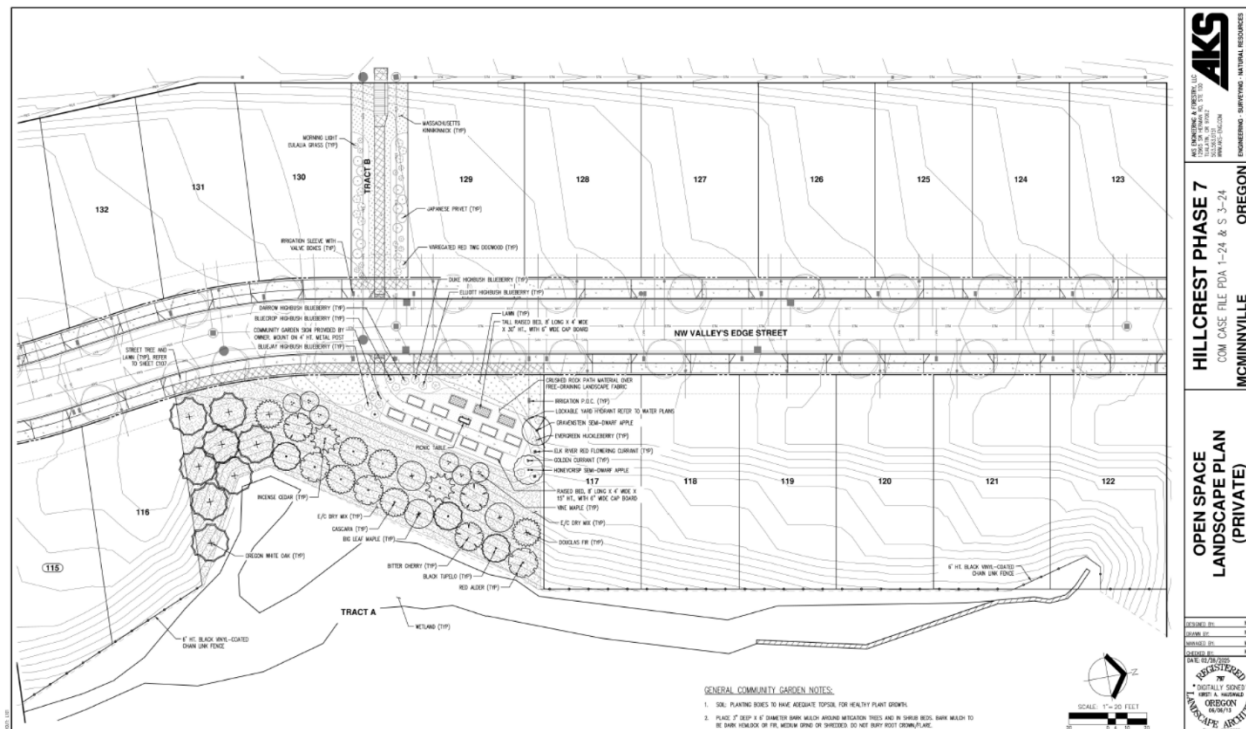 MASSACHUSETTS
KINNIKINNICK (TYP)
MORNING LIGHT
EULALIA GRASS (TYP)
TRACT B
132
131
130
129
128
127
126
125
124
123
JAPANESE PRIVET (TYP)
IRRIGATION SLEEVE WITH
VALVE BOXES (TYP)
VARIEGATED RED TWIG DOGWOOD (TYP)
DUKE HIGHBUSH BLUEBERRY (TYP)
ELLIOTT HIGHBUSH BLUEBERRY (TYP)
DARROW HIGHBUSH BLUEBERRY (TYP)
BLUECROP HIGHBUSH BLUEBERRY (TYP)
COMMUNITY GARDEN SIGN PROVIDED BY
OWNER. MOUNT ON 4' HT. METAL POST
BLUEJAY HIGHBUSH BLUEBERRY (TYP)
LAWN (TYP)
TALL RAISED BED, 8' LONG X 4' WIDE
WITH 6" WIDE CAP BOARD
NW VALLEY'S EDGE STREET
STREET TREE AND
LAWN (TYP), REFER
TO SHEET
CRUSHED ROCK PATH MATERIAL OVER
FREE-DRAINING LANDSCAPE FABRIC
IRRIGATION P.O.C. (TYP)
LOCKABLE YARD HYDRANT REFER TO WATER PLANS
GRAVENSTEIN SEMI-DWARF APPLE
EVERGREEN HUCKLEBERRY (TYP)
PICNIC TABLE
ELK RIVER RED FLOWERING CURRANT (TYP)
GOLDEN CURRANT (TYP)
HONEYCRISP SEMI-DWARF APPLE
RAISED BED, 8' LONG X 4' WIDE X
HT., WITH 6" WIDE CAP BOARD
VINE MAPLE (TYP)
E/C DRY MIX (TYP)
DOUGLAS FIR (TYP)
INCENSE CEDAR (TYP)
E/C DRY MIX (TYP)
CASCARA (TYP)
BIG LEAF MAPLE (TYP)
OREGON WHITE OAK (TYP)
BITTER CHERRY (TYP)
BLACK TUPELO (TYP)
RED ALDER (TYP)
115
116
117
118
119
120
121
122
6' HT. BLACK VINYL-COATED
CHAIN LINK FENCE
TRACT A
WETLAND (TYP)
6' HT. BLACK VINYL-COATED
CHAIN LINK FENCE
GENERAL COMMUNITY GARDEN NOTES:
1. SOIL: PLANTING BOXES TO HAVE ADEQUATE TOPSOIL FOR HEALTHY PLANT GROWTH.
2. PLACE DEEP X DIAMETER BARK MULCH AROUND MITIGATION TREES AND IN SHRUB BEDS. BARK MULCH TO
BE DARK HEMLOCK OR FIR, MEDIUM GRIND OR SHREDDED. DO NOT BURY ROOT CROWN/FLARE.
SCALE: 1"= 20 FEET
AKS
AKS ENGINEERING & FORESTRY, LLC
TUALATIN, OR 97062
WWW.AKS-ENG.COM
ENGINEERING · SURVEYING · NATURAL RESOURCES
HILLCREST PHASE 7
COM CASE FILE PDA 1-24 & S 3-24
MCMINNVILLE OREGON
OPEN SPACE
LANDSCAPE PLAN
(PRIVATE)
DESIGNED BY:
DRAWN BY:
MANAGED BY:
CHECKED BY:
REGISTERED
DIGITALLY SIGNED
OREGON
LANDSCAPE ARCHITECT